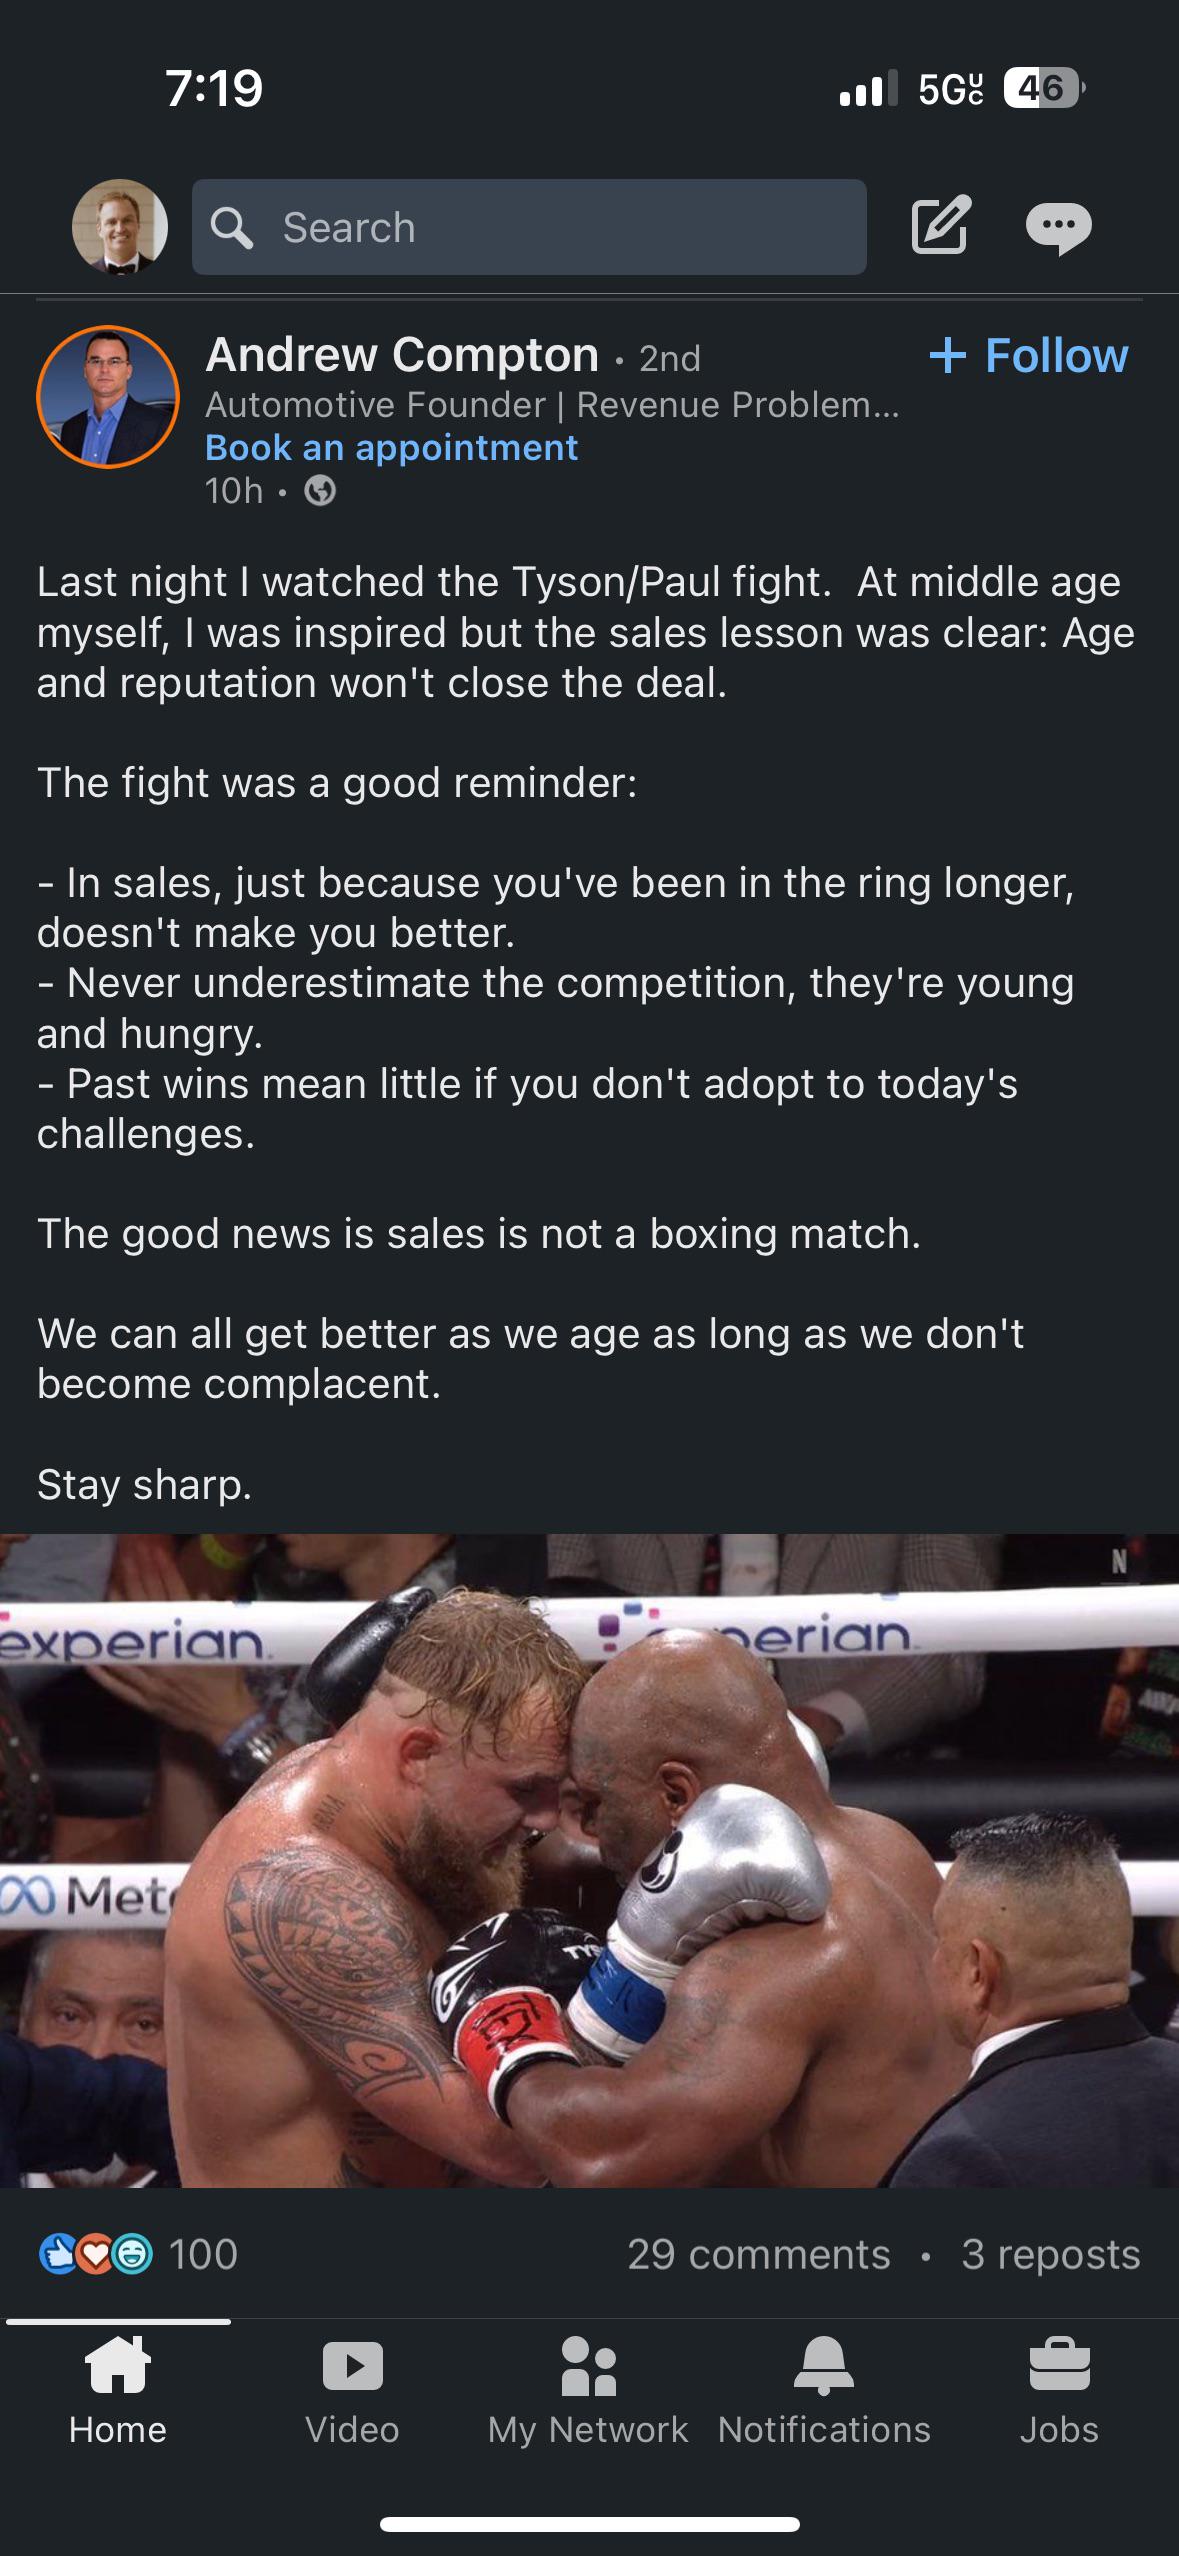 7:19
5GUC
46
Search
Andrew Compton • 2nd
+ Follow
Automotive Founder | Revenue Problem...
Book an appointment
10h •
Last night I watched the Tyson/Paul fight.  At middle age
myself, I was inspired but the sales lesson was clear: Age
and reputation won't close the deal.
The fight was a good reminder:
- In sales, just because you've been in the ring longer,
doesn't make you better.
- Never underestimate the competition, they're young
and hungry.
- Past wins mean little if you don't adopt to today's
challenges.
The good news is sales is not a boxing match.
We can all get better as we age as long as we don't
become complacent.
Stay sharp.
N
experian.
perian.
Meta
TYS
TEX
100
29 comments • 3 reposts
Home
Video
My Network
Notifications
Jobs